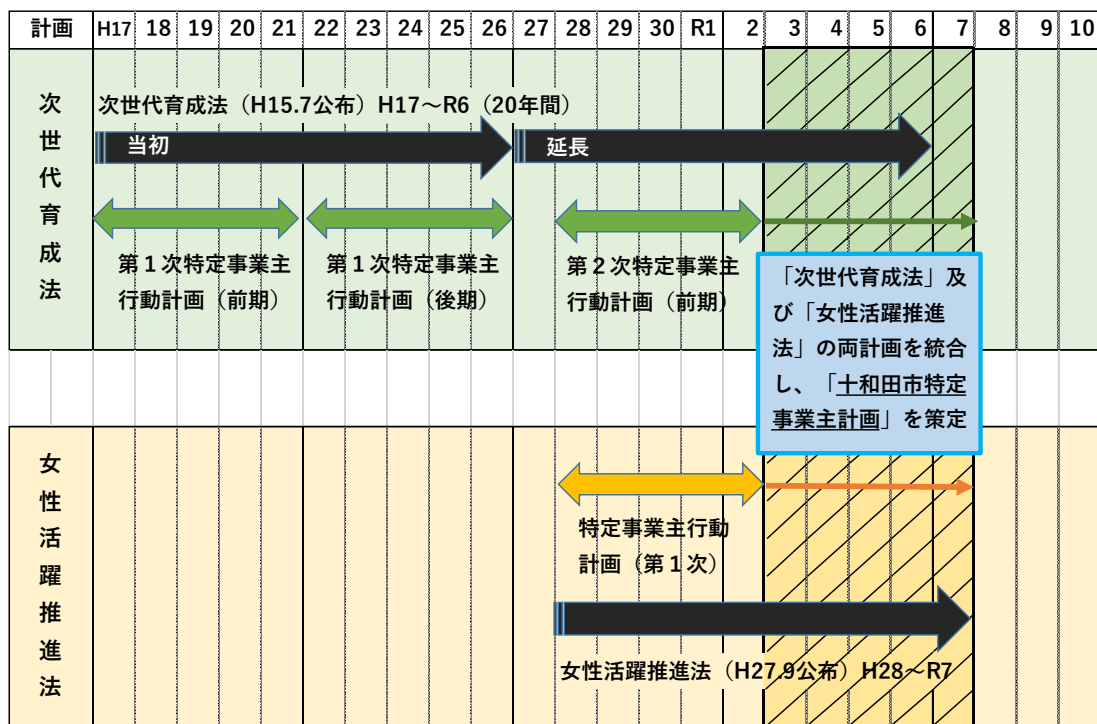 計画 H17 18 19 20 21 22 23 24 25 26 27 28 29 30 R1 2 3 4 5 6 7 8 9 10
次世代育成法
次世代育成法（H15.7公布）H17～R6（20年間）
当初 延長
第１次特定事業主
行動計画（前期）
第１次特定事業主
行動計画（後期）
第２次特定事業主
行動計画（前期）
「次世代育成法」及
び「女性活躍推進
法」の両計画を統合
し、「十和田市特定
事業主計画」を策定
女性活躍推進法
特定事業主行動
計画（第１次）
女性活躍推進法（H27.9公布）H28～R7